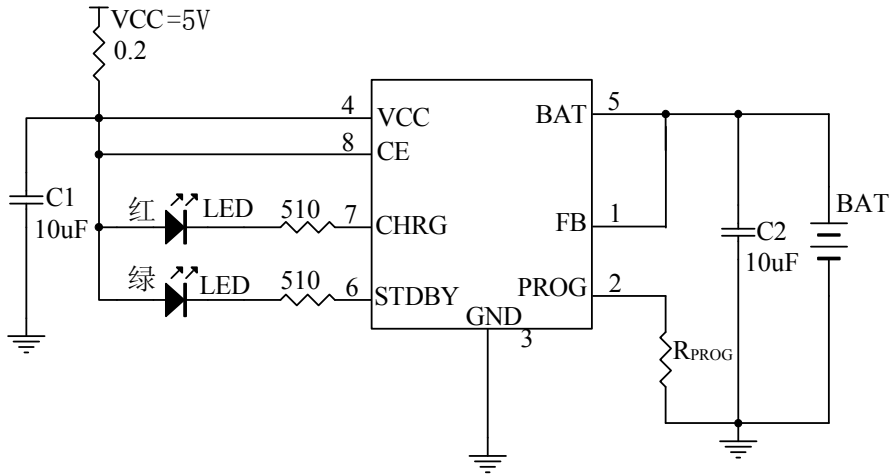 VCC=5V
0.2
4
VCC
BAT
5
8
CE
C1
10uF
红
LED
510
7
CHRG
FB
1
C2
10uF
BAT
绿
LED
510
6
STDBY
PROG
2
GND
3
RPROG